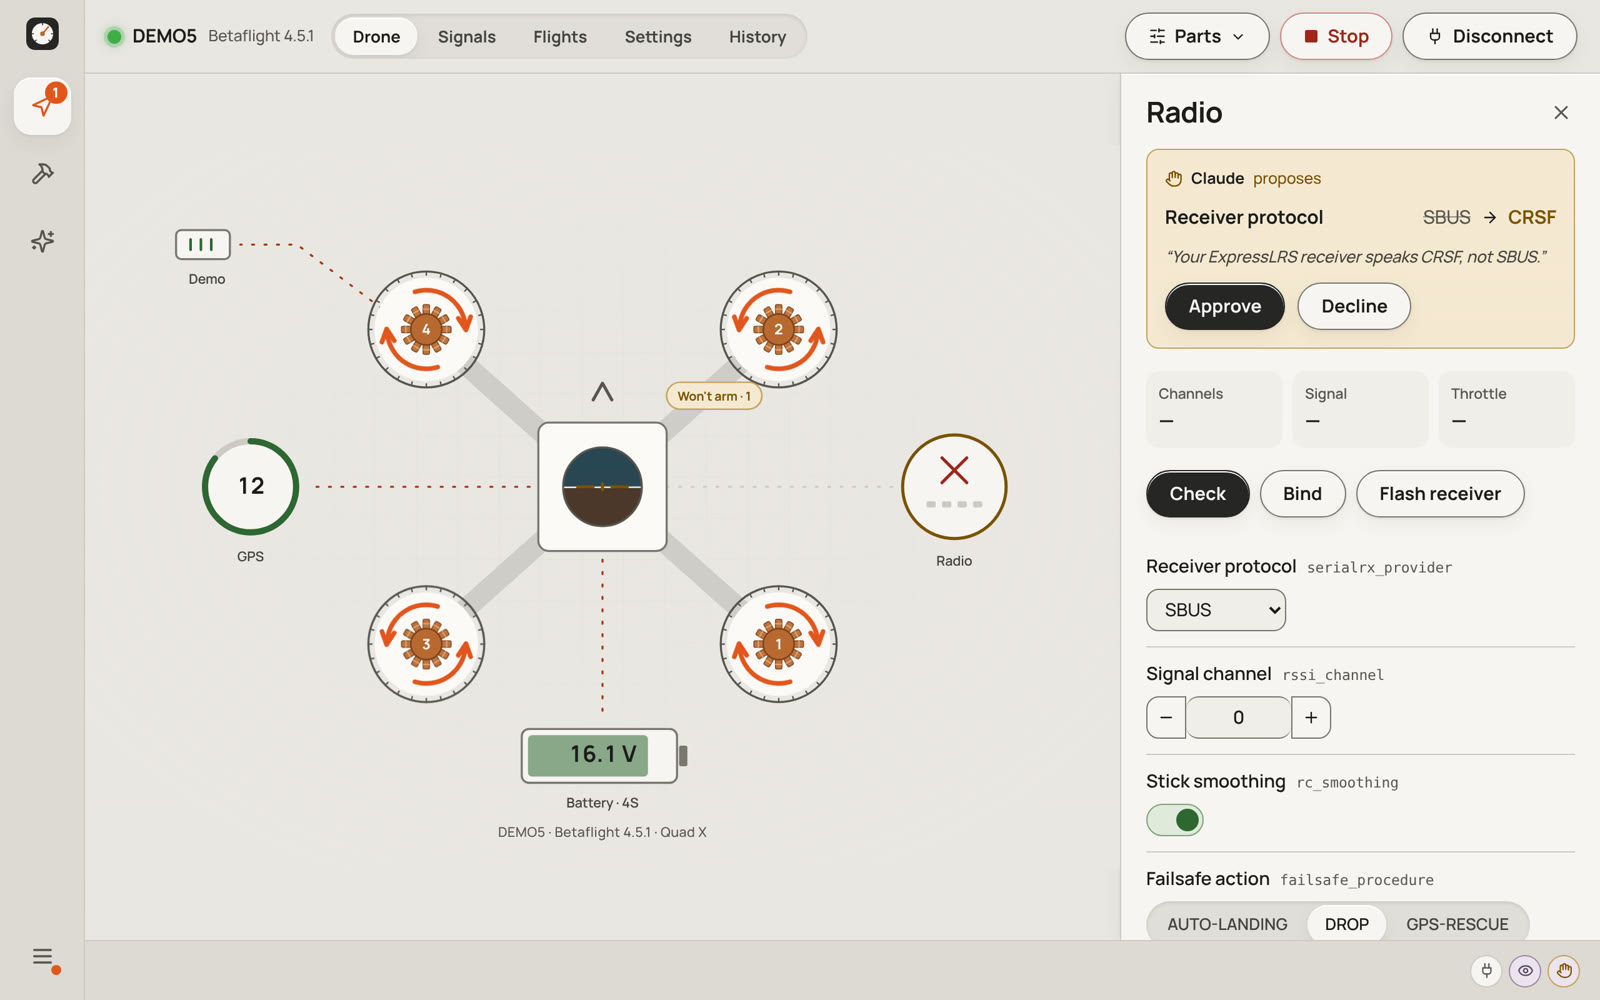 DEMO5 Betaflight 4.5.1 Drone Signals Flights Settings History Parts Stop Disconnect
1
Demo
4
2
Won't arm · 1
12
GPS
Radio
3
1
16.1 V
Battery · 4S
DEMO5 · Betaflight 4.5.1 · Quad X
Radio
Claude proposes
Receiver protocol SBUS → CRSF
“Your ExpressLRS receiver speaks CRSF, not SBUS.”
Approve Decline
Channels Signal Throttle
– – –
Check Bind Flash receiver
Receiver protocol serialrx_provider
SBUS
Signal channel rssi_channel
− 0 +
Stick smoothing rc_smoothing
Failsafe action failsafe_procedure
AUTO-LANDING DROP GPS-RESCUE